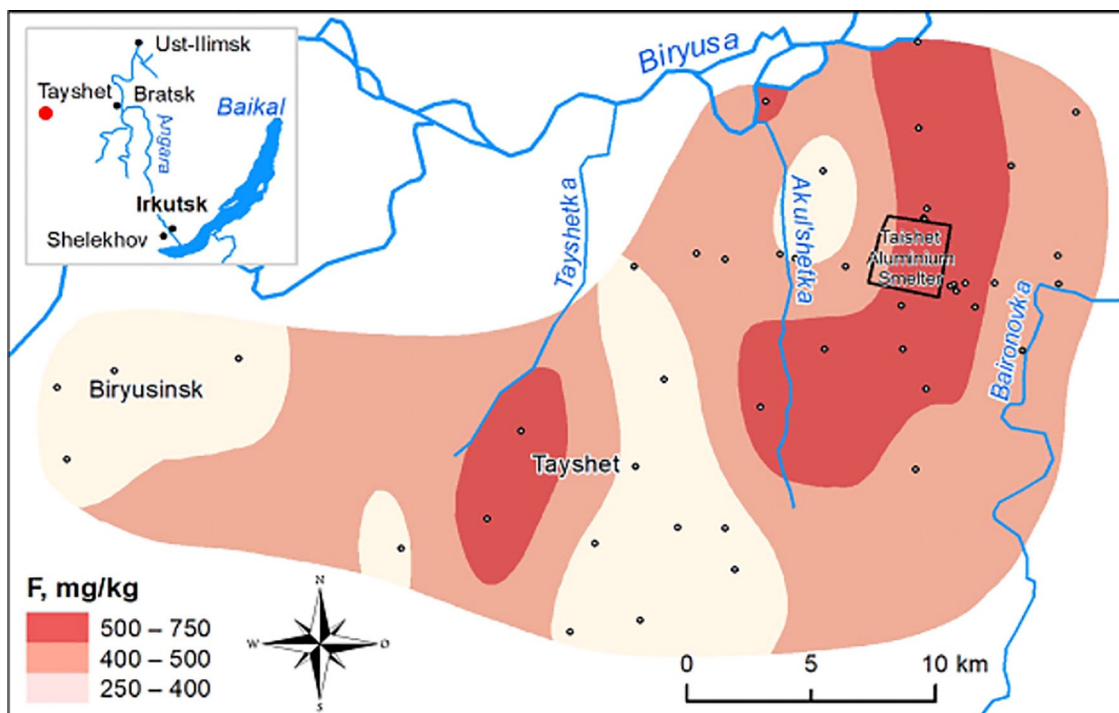 Ust-Ilimsk
Tayshet
Bratsk
Baikal
Angara
Irkutsk
Shelekhov
Biryusa
Tayshetka
Akul'shetka
Taishet
Aluminium
Smelter
Baironovka
Biryusinsk
Tayshet
F, mg/kg
500 – 750
400 – 500
250 – 400
N
W
O
S
0 5 10 km